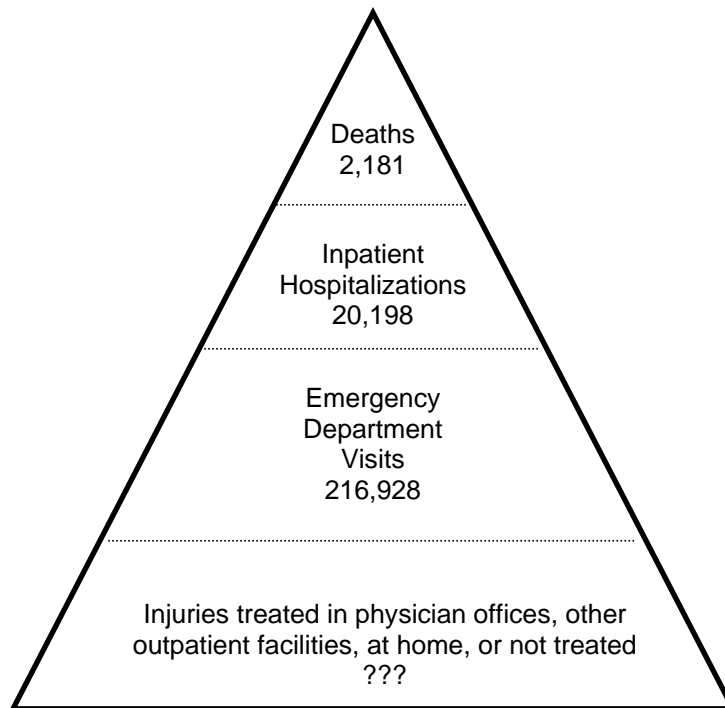 Deaths
2,181
Inpatient
Hospitalizations
20,198
Emergency
Department
Visits
216,928
Injuries treated in physician offices, other
outpatient facilities, at home, or not treated
???